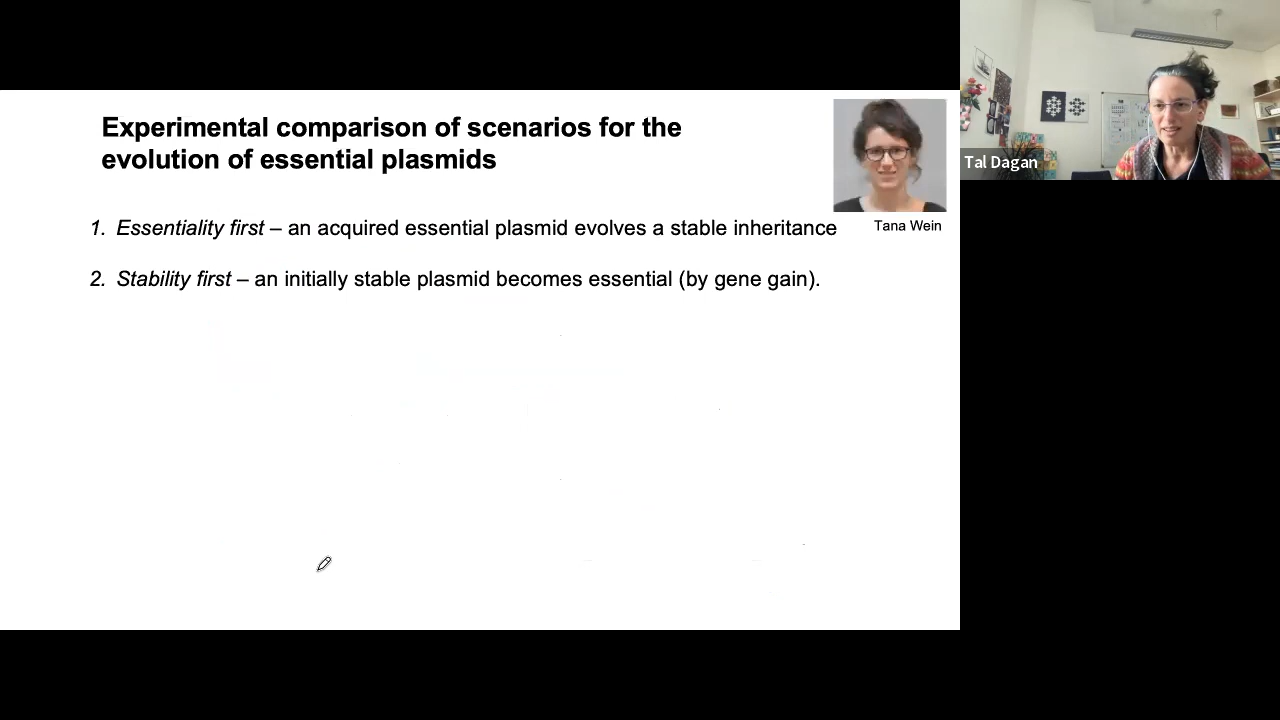 Experimental comparison of scenarios for the
evolution of essential plasmids
1. Essentiality first – an acquired essential plasmid evolves a stable inheritance
Tana Wein
2. Stability first – an initially stable plasmid becomes essential (by gene gain).
Tal Dagan